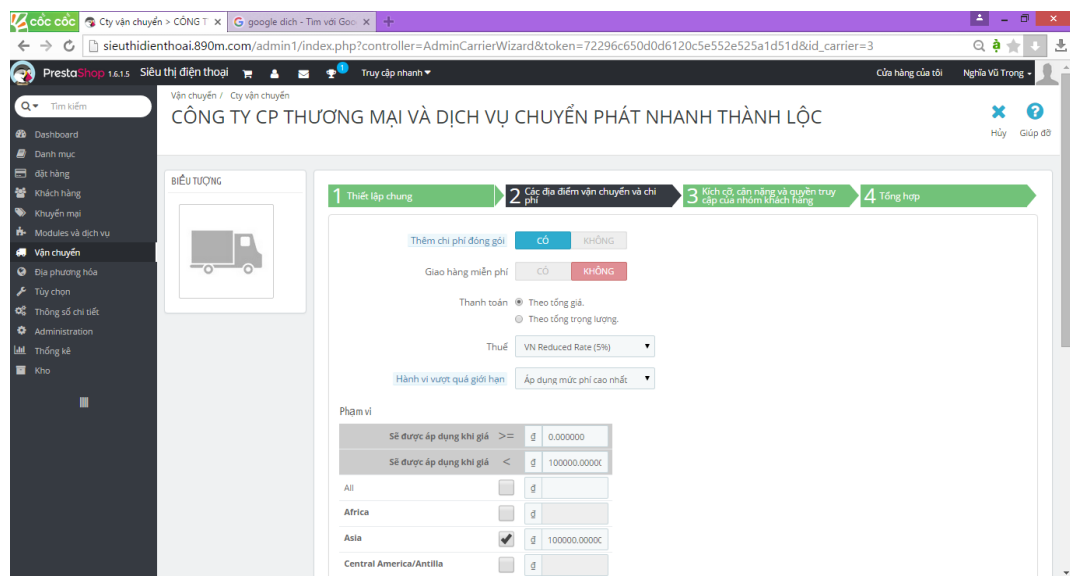 cốc cốc
Cty vận chuyển > CÔNG T
google dich - Tìm với Goo
sieuthidienthoai.890m.com/admin1/index.php?controller=AdminCarrierWizard&token=72296c650d0d6120c5e552e525a1d51d&id_carrier=3
PrestaShop 1.6.1.5 Siêu thị điện thoại 1 Truy cập nhanh
Cửa hàng của tôi Nghĩa Vũ Trọng
Tìm kiếm
Dashboard
Danh mục
đặt hàng
Khách hàng
Khuyến mại
Modules và dịch vụ
Vận chuyển
Địa phương hóa
Tùy chọn
Thông số chi tiết
Administration
Thống kê
Kho
Vận chuyển / Cty vận chuyển
CÔNG TY CP THƯƠNG MẠI VÀ DỊCH VỤ CHUYỂN PHÁT NHANH THÀNH LỘC
Hủy Giúp đỡ
BIỂU TƯỢNG
1 Thiết lập chung
2 Các địa điểm vận chuyển và chi
phí
3 Kích cỡ, cân nặng và quyền truy
cập của nhóm khách hàng
4 Tổng hợp
Thêm chi phí đóng gói CÓ KHÔNG
Giao hàng miễn phí CÓ KHÔNG
Thanh toán Theo tổng giá.
Theo tổng trọng lượng.
Thuế VN Reduced Rate (5%)
Hành vi vượt quá giới hạn Áp dụng mức phí cao nhất
Phạm vi
Sẽ được áp dụng khi giá >= ₫ 0.000000
Sẽ được áp dụng khi giá < ₫ 100000.0000
All ₫
Africa ₫
Asia ₫ 100000.0000
Central America/Antilla ₫